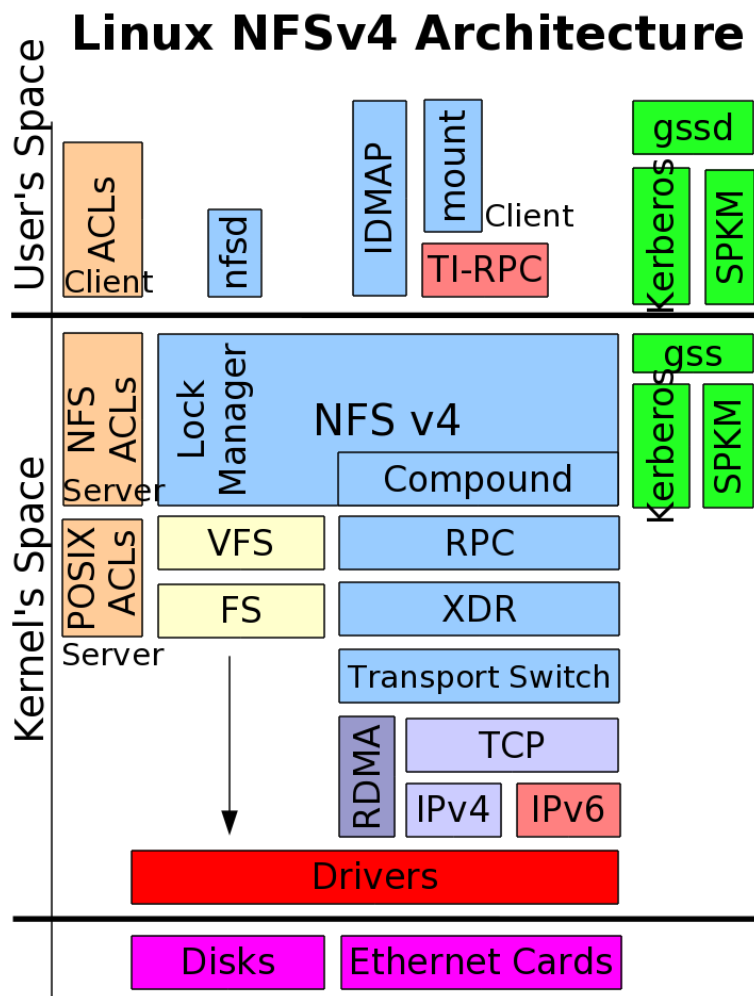 Linux NFSv4 Architecture
User's Space
ACLs
Client
nfsd
IDMAP
mount
Client
TI-RPC
gssd
Kerberos
SPKM
Kernel's Space
NFS
ACLs
Server
Lock
Manager
NFS v4
Compound
gss
Kerberos
SPKM
POSIX
ACLs
Server
VFS
RPC
FS
XDR
Transport Switch
RDMA
TCP
IPv4
IPv6
Drivers
Disks
Ethernet Cards